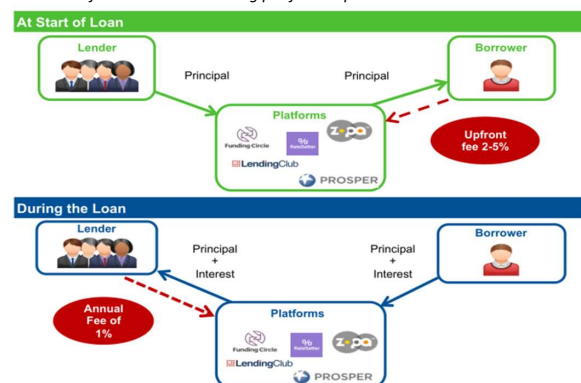 At Start of Loan
Lender
Borrower
Principal
Principal
Platforms
Funding Circle
%
RateSetter
zopa
LendingClub
PROSPER
Upfront
fee 2-5%
During the Loan
Lender
Borrower
Principal
+
Interest
Principal
+
Interest
Annual
Fee of
1%
Platforms
Funding Circle
%
RateSetter
zopa
LendingClub
PROSPER